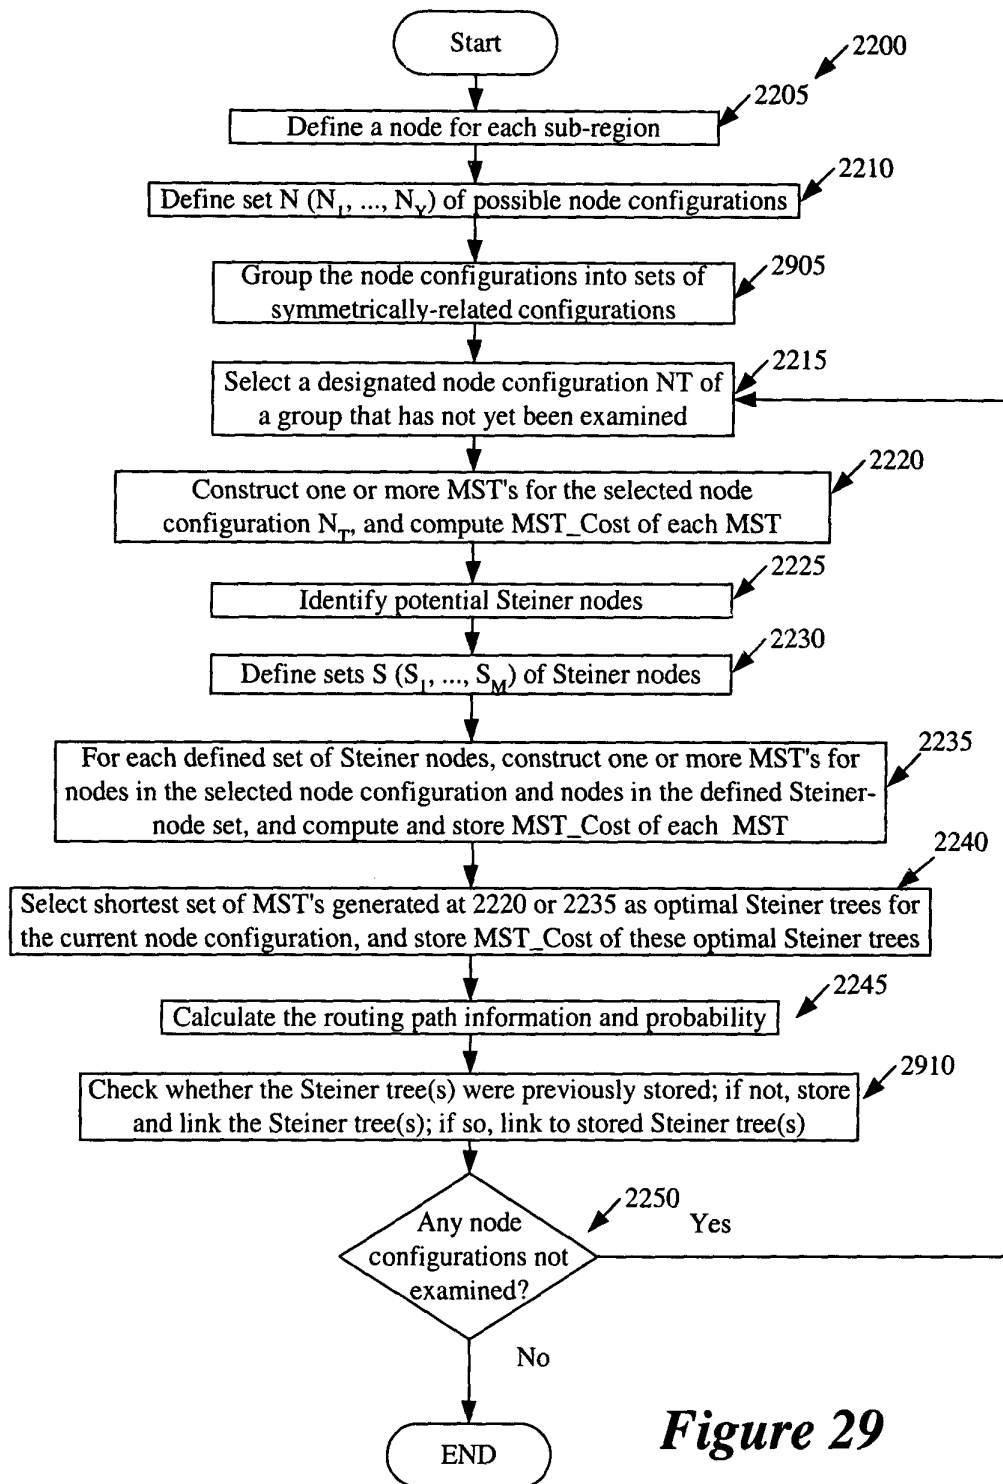 Start
2200
2205
Define a node for each sub-region
2210
Define set N (N1, ..., NY) of possible node configurations
2905
Group the node configurations into sets of
symmetrically-related configurations
2215
Select a designated node configuration NT of
a group that has not yet been examined
2220
Construct one or more MST's for the selected node
configuration NT, and compute MST_Cost of each MST
2225
Identify potential Steiner nodes
2230
Define sets S (S1, ..., SM) of Steiner nodes
2235
For each defined set of Steiner nodes, construct one or more MST's for
nodes in the selected node configuration and nodes in the defined Steiner-
node set, and compute and store MST_Cost of each MST
2240
Select shortest set of MST's generated at 2220 or 2235 as optimal Steiner trees for
the current node configuration, and store MST_Cost of these optimal Steiner trees
2245
Calculate the routing path information and probability
2910
Check whether the Steiner tree(s) were previously stored; if not, store
and link the Steiner tree(s); if so, link to stored Steiner tree(s)
2250
Yes
Any node
configurations not
examined?
No
END
Figure 29